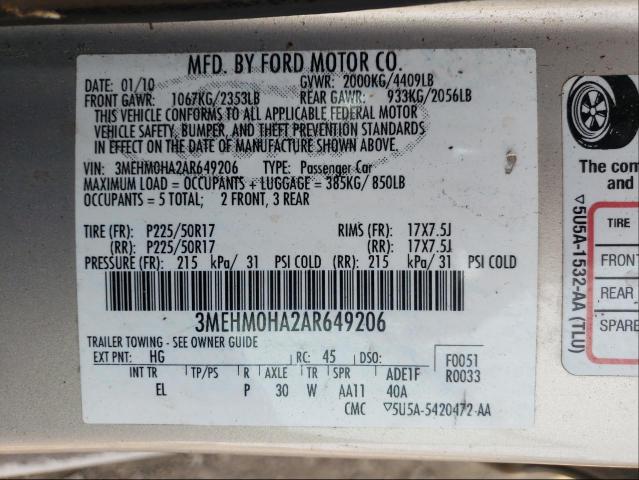 MFD. BY FORD MOTOR CO.
DATE: 01/10 GVWR: 2000KG/4409LB
FRONT GAWR: 1067KG/2353LB REAR GAWR: 933KG/2056LB
THIS VEHICLE CONFORMS TO ALL APPLICABLE FEDERAL MOTOR
VEHICLE SAFETY, BUMPER, AND THEFT PREVENTION STANDARDS
IN EFFECT ON THE DATE OF MANUFACTURE SHOWN ABOVE.
VIN: 3MEHM0HA2AR649206 TYPE: Passenger Car
MAXIMUM LOAD = OCCUPANTS + LUGGAGE = 385KG/850LB
OCCUPANTS = 5 TOTAL; 2 FRONT, 3 REAR
TIRE (FR): P225/50R17 RIMS (FR): 17X7.5J
(RR): P225/50R17 (RR): 17X7.5J
PRESSURE (FR): 215 kPa/ 31 PSI COLD (RR): 215 kPa/ 31 PSI COLD
3MEHM0HA2AR649206
TRAILER TOWING - SEE OWNER GUIDE
EXT PNT: HG RC: 45 DSO: F0051
INT TR TP/PS R AXLE TR SPR ADE1F R0033
EL P 30 W AA11 40A
CMC ▽5U5A-5420472-AA
The con
and
TIRE
FRONT
REAR
SPARE
▽5U5A-1532-AA (TLU)